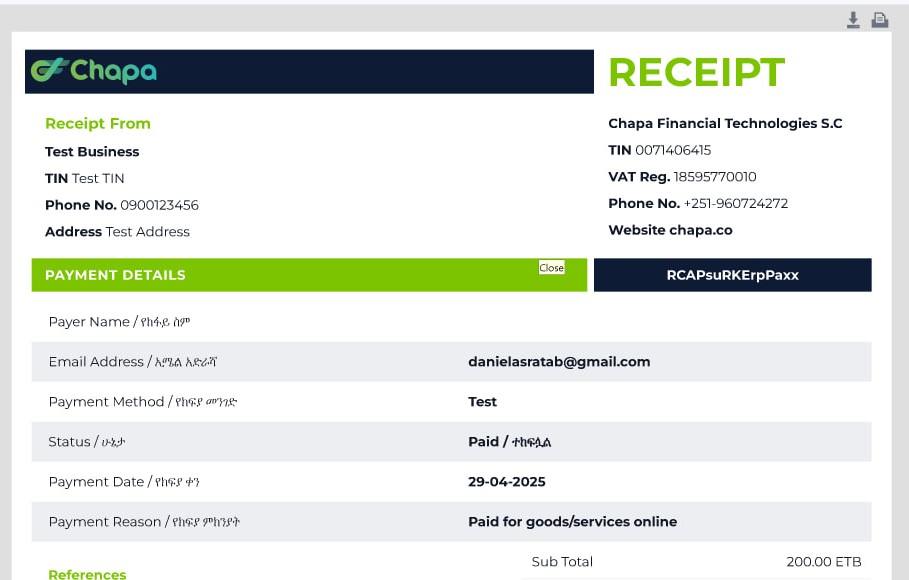 Chapa
RECEIPT
Receipt From
Test Business
TIN Test TIN
Phone No. 0900123456
Address Test Address
Chapa Financial Technologies S.C
TIN 0071406415
VAT Reg. 18595770010
Phone No. +251-960724272
Website chapa.co
PAYMENT DETAILS
Close
RCAPsuRKErpPaxx
Payer Name / የከፋይ ስም
Email Address / ኢሜል አድራሻ danielasratab@gmail.com
Payment Method / የክፍያ መንገድ Test
Status / ሁኔታ Paid / ተከፍሏል
Payment Date / የክፍያ ቀን 29-04-2025
Payment Reason / የክፍያ ምክንያት Paid for goods/services online
Sub Total 200.00 ETB
References